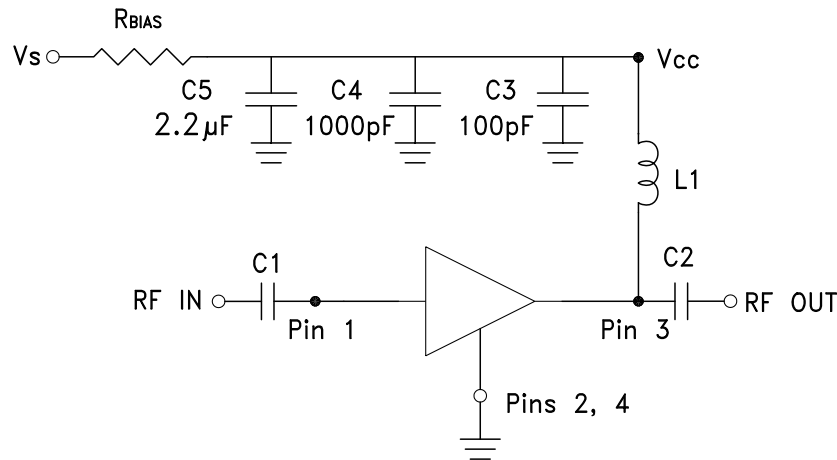 RBIAS
Vs
Vcc
C5
2.2µF
C4
1000pF
C3
100pF
L1
C1
C2
RF IN
RF OUT
Pin 1
Pin 3
Pins 2, 4